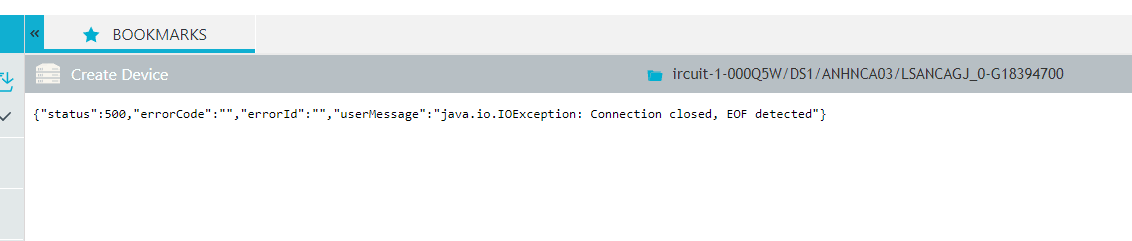 « BOOKMARKS
Create Device ircuit-1-000Q5W/DS1/ANHNCA03/LSANCAGJ_0-G18394700
{"status":500,"errorCode":"","errorId":"","userMessage":"java.io.IOException: Connection closed, EOF detected"}